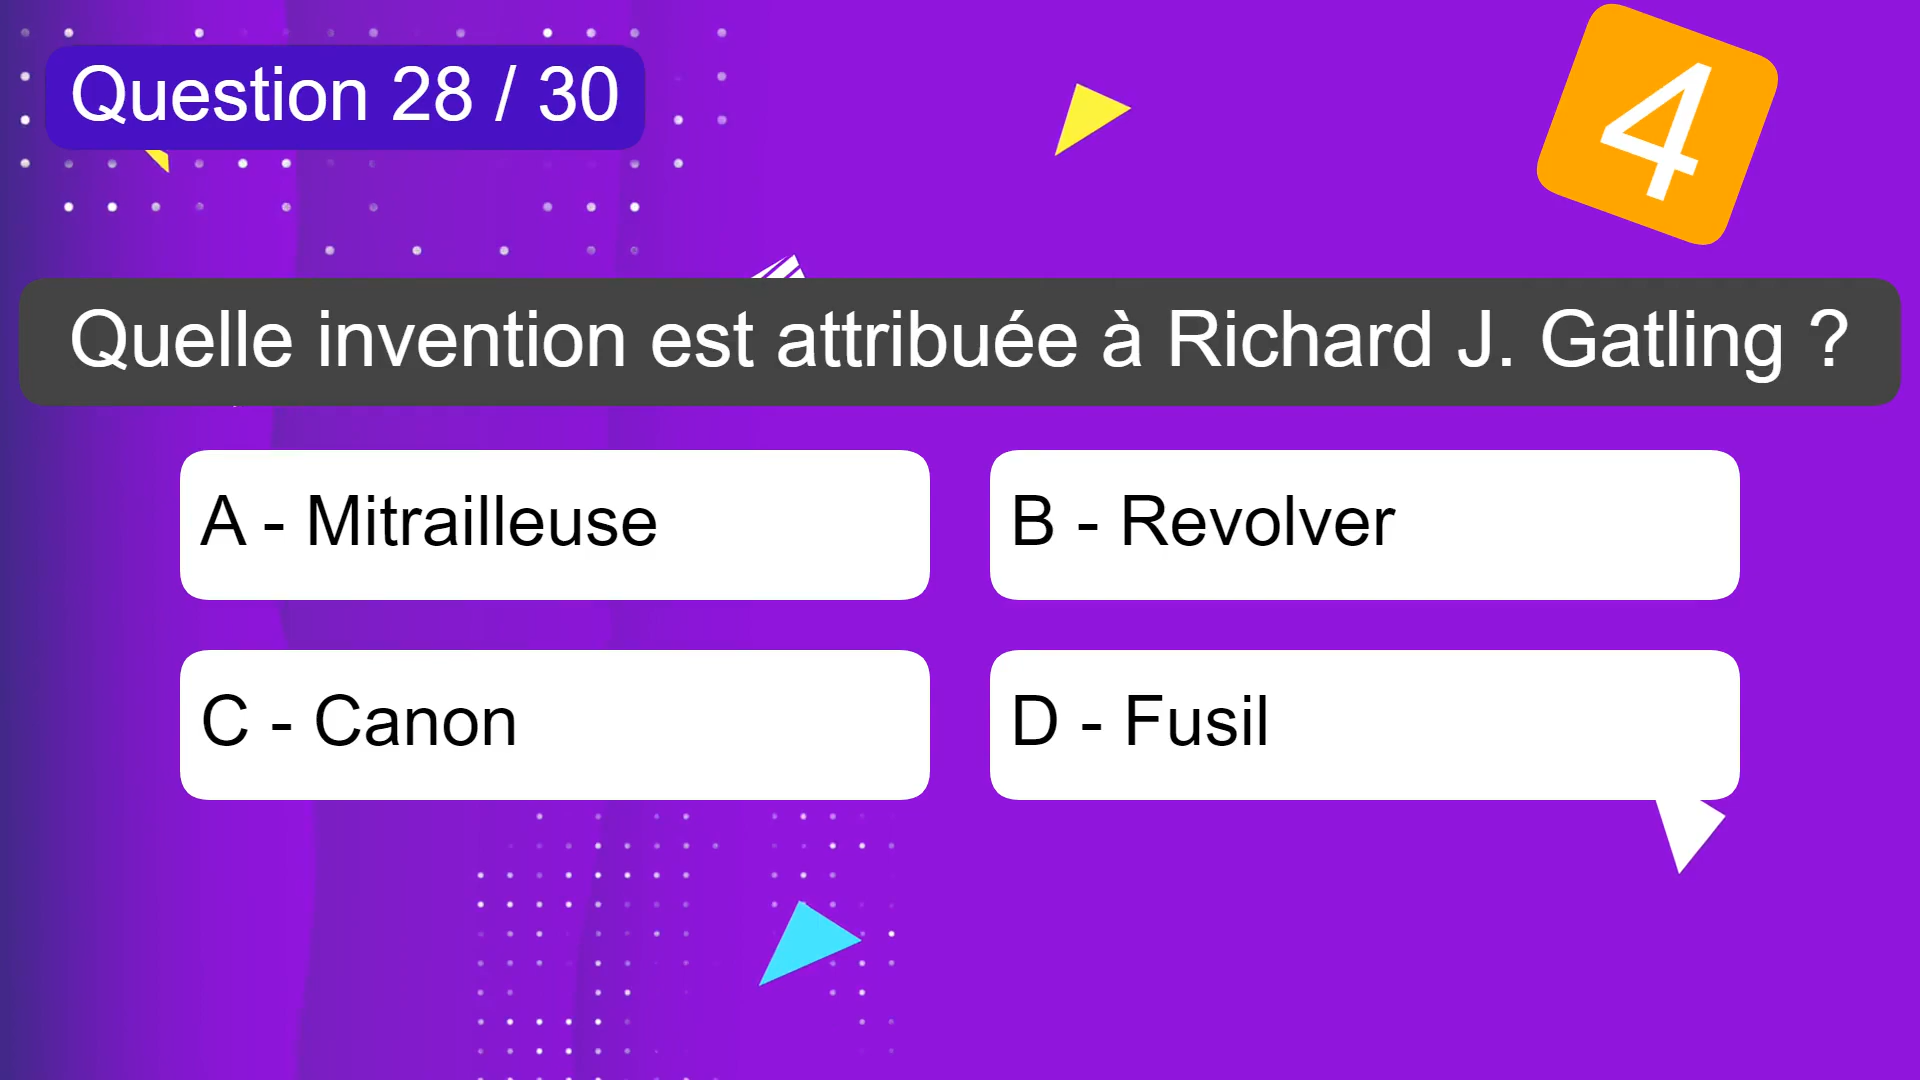 Question 28 / 30
4
Quelle invention est attribuée à Richard J. Gatling ?
A - Mitrailleuse
B - Revolver
C - Canon
D - Fusil